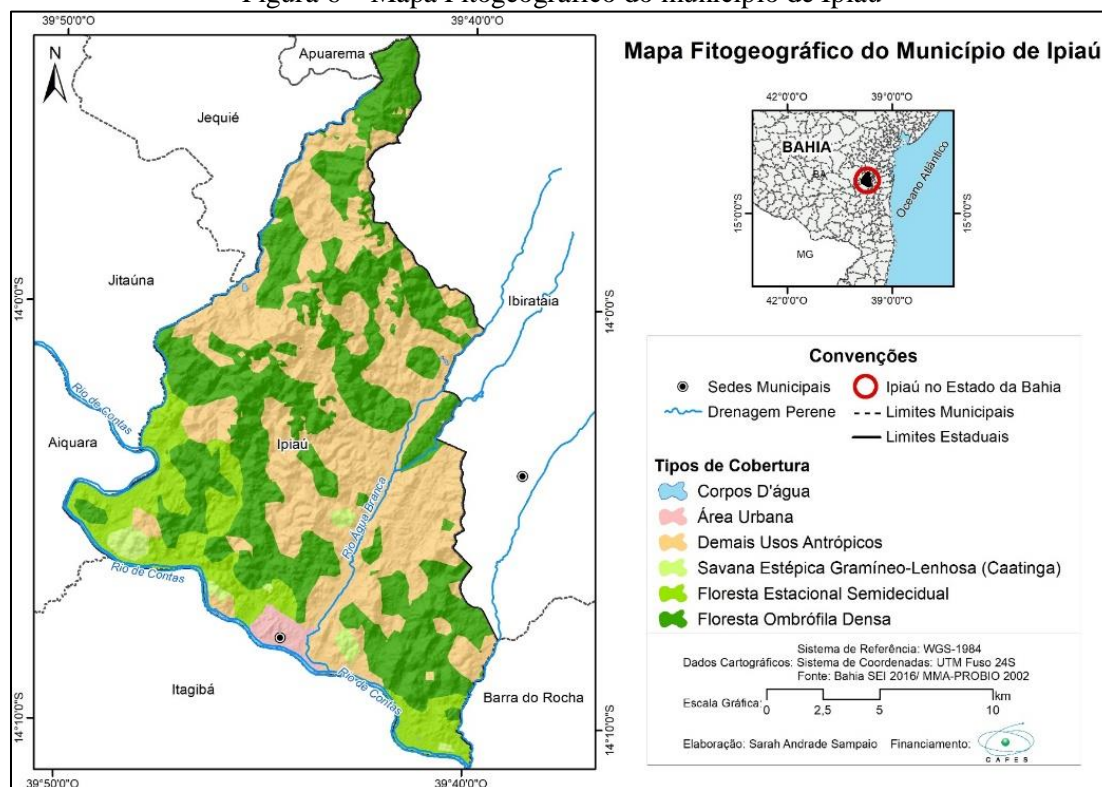 Figura 8 – Mapa Fitogeográfico do município de Ipiaú
39°50'0"O
39°40'0"O
N
Apuarema
Jequié
Jitaúna
Ibirataia
14°0'0"S
14°0'0"S
Rio de Contas
Aiquara
Ipiaú
Rio Água Branca
Rio de Contas
Rio de Contas
Itagibá
Barra do Rocha
14°10'0"S
14°10'0"S
39°50'0"O
39°40'0"O
Mapa Fitogeográfico do Município de Ipiaú
42°0'0"O
39°0'0"O
BAHIA
BA
Oceano Atlântico
15°0'0"S
15°0'0"S
MG
42°0'0"O
39°0'0"O
Convenções
Sedes Municipais
Ipiaú no Estado da Bahia
Drenagem Perene
Limites Municipais
Limites Estaduais
Tipos de Cobertura
Corpos D'água
Área Urbana
Demais Usos Antrópicos
Savana Estépica Gramíneo-Lenhosa (Caatinga)
Floresta Estacional Semidecidual
Floresta Ombrófila Densa
Sistema de Referência: WGS-1984
Dados Cartográficos: Sistema de Coordenadas: UTM Fuso 24S
Fonte: Bahia SEI 2016/ MMA-PROBIO 2002
Escala Gráfica:
km
0 2,5 5 10
Elaboração: Sarah Andrade Sampaio Financiamento:
CAPES